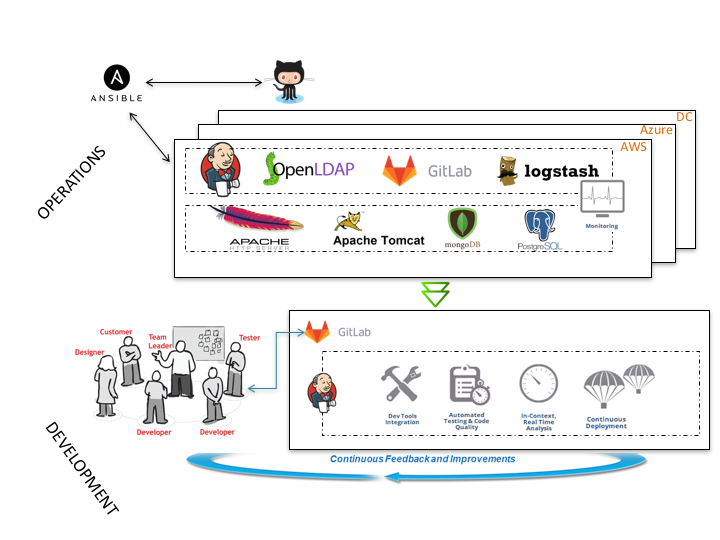 ANSIBLE
DC
Azure
AWS
OPERATIONS
OpenLDAP
GitLab
logstash
APACHE
HTTP SERVER
Apache Tomcat
mongoDB
PostgreSQL
Monitoring
Customer
Team
Leader
Tester
Designer
Developer
Developer
GitLab
Dev Tools
Integration
Automated
Testing & Code
Quality
In-Context,
Real Time
Analysis
Continuous
Deployment
DEVELOPMENT
Continuous Feedback and Improvements